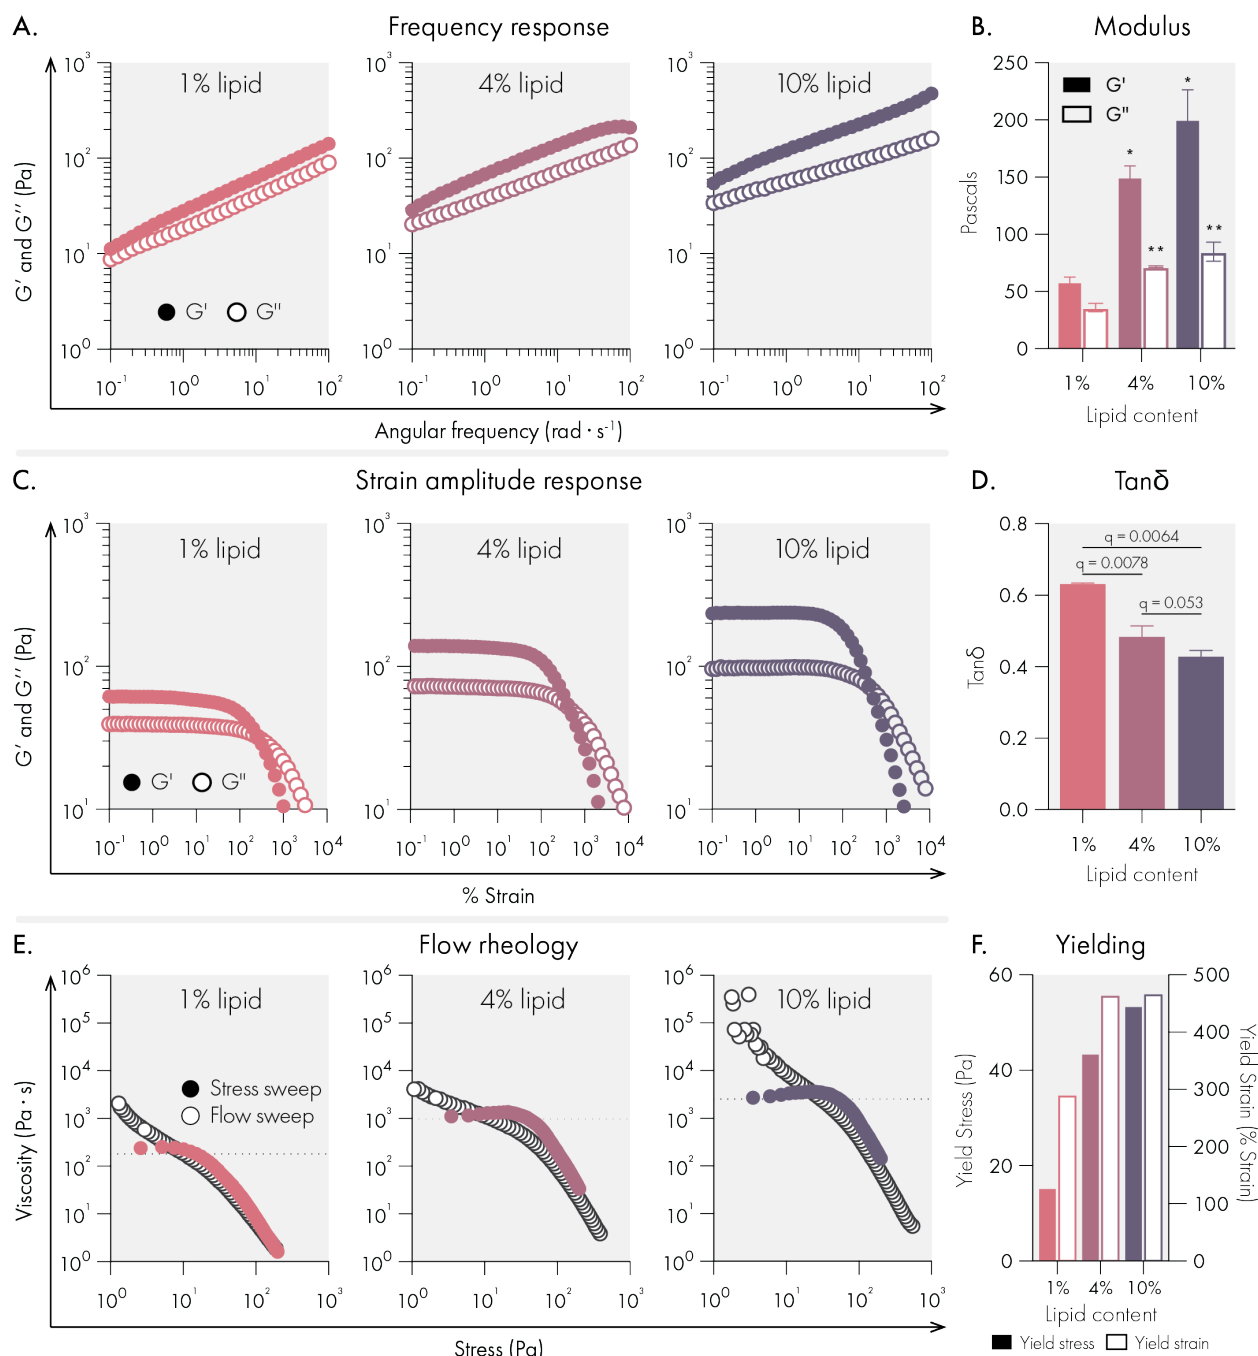 A.
Frequency response
10³
10²
10¹
10⁰
1% lipid
G' G''
10⁻¹ 10⁰ 10¹ 10²
10³
10²
10¹
10⁰
4% lipid
10⁻¹ 10⁰ 10¹ 10²
10³
10²
10¹
10⁰
10% lipid
10⁻¹ 10⁰ 10¹ 10²
G' and G'' (Pa)
Angular frequency (rad · s⁻¹)
B.
Modulus
250
200
150
100
50
0
Pascals
G'
G''
*
**
*
**
1% 4% 10%
Lipid content
C.
Strain amplitude response
10³
10²
10¹
1% lipid
G' G''
10⁻¹ 10⁰ 10¹ 10² 10³ 10⁴
10³
10²
10¹
4% lipid
10⁻¹ 10⁰ 10¹ 10² 10³ 10⁴
10³
10²
10¹
10% lipid
10⁻¹ 10⁰ 10¹ 10² 10³ 10⁴
G' and G'' (Pa)
% Strain
D.
Tanδ
0.8
0.6
0.4
0.2
0.0
Tanδ
q = 0.0064
q = 0.0078
q = 0.053
1% 4% 10%
Lipid content
E.
Flow rheology
10⁶
10⁵
10⁴
10³
10²
10¹
10⁰
1% lipid
Stress sweep
Flow sweep
10⁰ 10¹ 10² 10³
10⁶
10⁵
10⁴
10³
10²
10¹
10⁰
4% lipid
10⁰ 10¹ 10² 10³
10⁶
10⁵
10⁴
10³
10²
10¹
10⁰
10% lipid
10⁰ 10¹ 10² 10³
Viscosity (Pa · s)
Stress (Pa)
F.
Yielding
60
40
20
0
Yield Stress (Pa)
500
400
300
200
100
0
Yield Strain (% Strain)
1% 4% 10%
Lipid content
Yield stress Yield strain